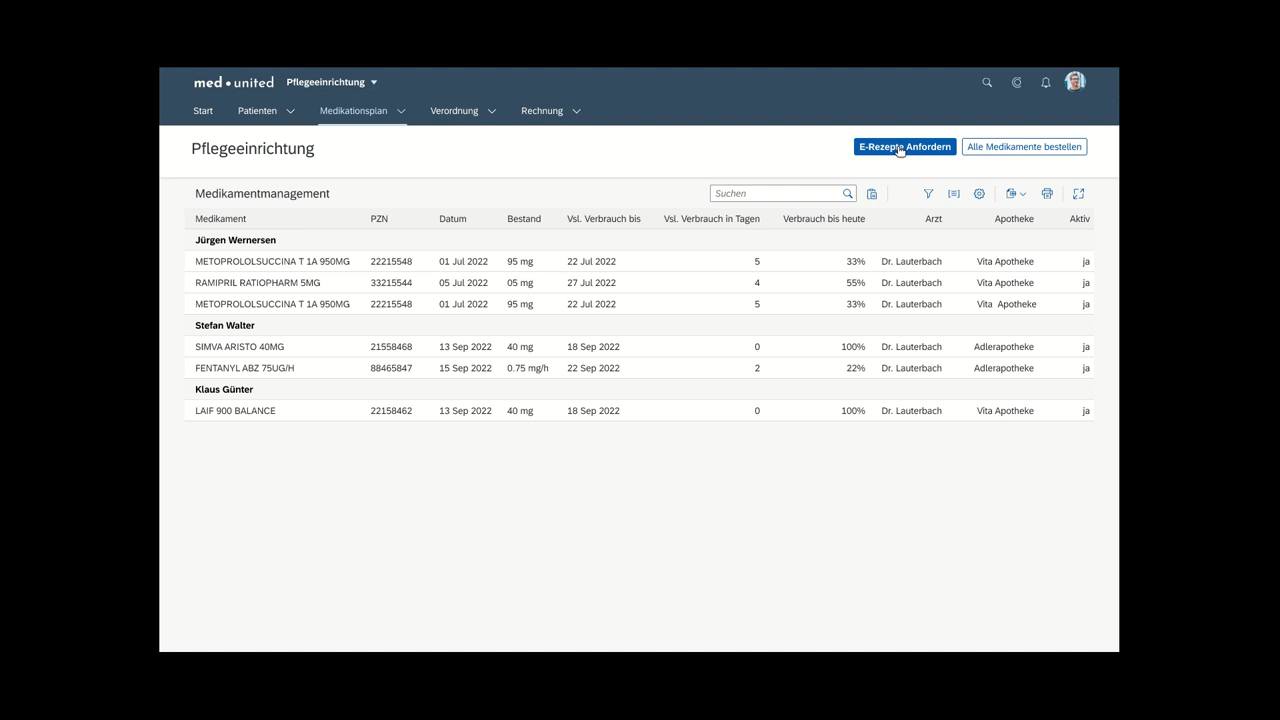 med•united Pflegeeinrichtung
Start Patienten Medikationsplan Verordnung Rechnung
Pflegeeinrichtung E-Rezepte Anfordern Alle Medikamente bestellen
Medikamentmanagement Suchen
Medikament PZN Datum Bestand Vsl. Verbrauch bis Vsl. Verbrauch in Tagen Verbrauch bis heute Arzt Apotheke Aktiv
Jürgen Wernersen
METOPROLOLSUCCINA T 1A 950MG 22215548 01 Jul 2022 95 mg 22 Jul 2022 5 33% Dr. Lauterbach Vita Apotheke ja
RAMIPRIL RATIOPHARM 5MG 33215544 05 Jul 2022 05 mg 27 Jul 2022 4 55% Dr. Lauterbach Vita Apotheke ja
METOPROLOLSUCCINA T 1A 950MG 22215548 01 Jul 2022 95 mg 22 Jul 2022 5 33% Dr. Lauterbach Vita Apotheke ja
Stefan Walter
SIMVA ARISTO 40MG 21558468 13 Sep 2022 40 mg 18 Sep 2022 0 100% Dr. Lauterbach Adlerapotheke ja
FENTANYL ABZ 75UG/H 88465847 15 Sep 2022 0.75 mg/h 22 Sep 2022 2 22% Dr. Lauterbach Adlerapotheke ja
Klaus Günter
LAIF 900 BALANCE 22158462 13 Sep 2022 40 mg 18 Sep 2022 0 100% Dr. Lauterbach Vita Apotheke ja